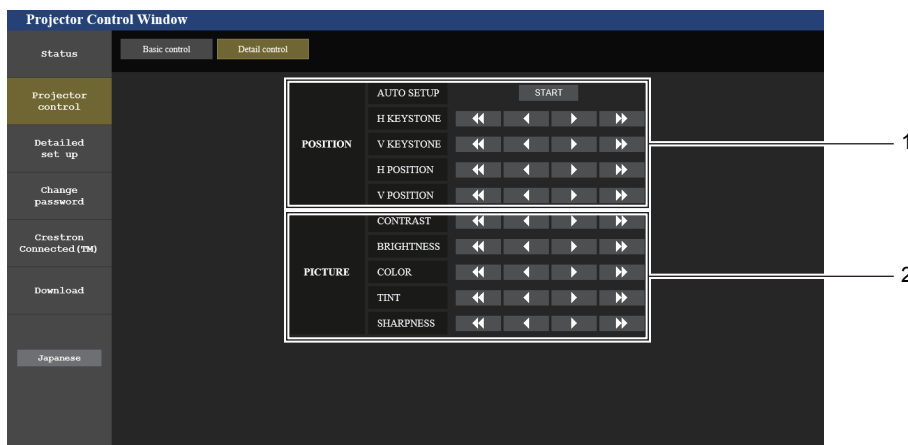 Projector Control Window
Status
Basic control
Detail control
Projector
control
Detailed
set up
Change
password
Crestron
Connected(TM)
Download
Japanese
POSITION
AUTO SETUP
START
H KEYSTONE
V KEYSTONE
H POSITION
V POSITION
1
PICTURE
CONTRAST
BRIGHTNESS
COLOR
TINT
SHARPNESS
2